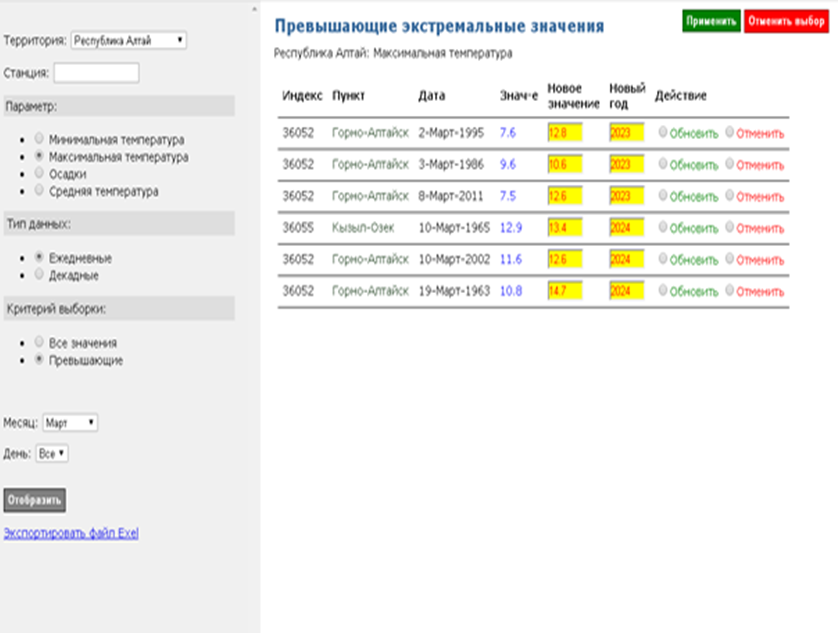 Территория: Республика Алтай
Станция:
Параметр:
Минимальная температура
Максимальная температура
Осадки
Средняя температура
Тип данных:
Ежедневные
Декадные
Критерий выборки:
Все значения
Превышающие
Месяц: Март
День: Все
Отобразить
Экспортировать файл Exel
Превышающие экстремальные значения
Применить Отменить выбор
Республика Алтай: Максимальная температура
Индекс Пункт Дата Знач-е Новое значение Новый год Действие
36052 Горно-Алтайск 2-Март-1995 7.6 12.8 2023 Обновить Отменить
36052 Горно-Алтайск 3-Март-1986 9.6 10.6 2023 Обновить Отменить
36052 Горно-Алтайск 8-Март-2011 7.5 12.6 2023 Обновить Отменить
36055 Кызыл-Озек 10-Март-1965 12.9 13.4 2024 Обновить Отменить
36052 Горно-Алтайск 10-Март-2002 11.6 12.6 2024 Обновить Отменить
36052 Горно-Алтайск 19-Март-1963 10.8 14.7 2024 Обновить Отменить